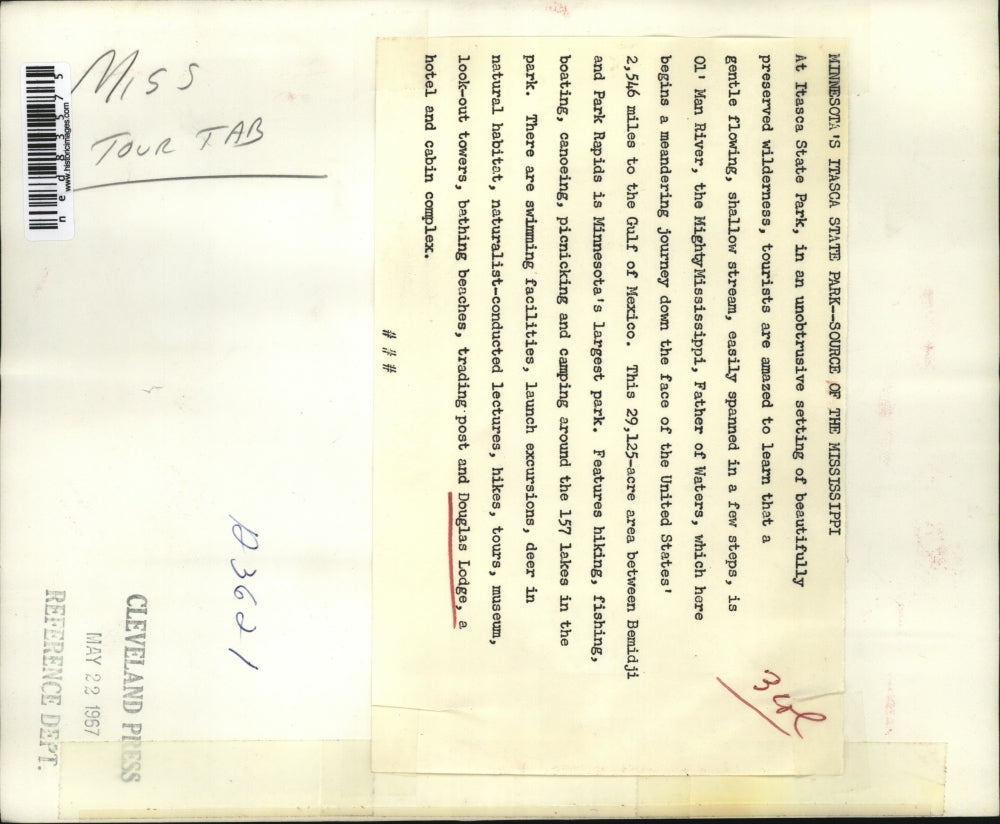 MISS
TOUR TAB
www.historicimages.com
MINNESOTA'S ITASCA STATE PARK--SOURCE OF THE MISSISSIPPI
At Itasca State Park, in an unobtrusive setting of beautifully
preserved wilderness, tourists are amazed to learn that a
gentle flowing, shallow stream, easily spanned in a few steps, is
Ol' Man River, the MightyMississippi, Father of Waters, which here
begins a meandering journey down the face of the United States'
2,546 miles to the Gulf of Mexico. This 29,125-acre area between Bemidji
and Park Rapids is Minnesota's largest park. Features hiking, fishing,
boating, canoeing, picnicking and camping around the 157 lakes in the
park. There are swimming facilities, launch excursions, deer in
natural habitat, naturalist-conducted lectures, hikes, tours, museum,
look-out towers, bathing beaches, trading post and Douglas Lodge, a
hotel and cabin complex.
# # #
3 col
D3621
CLEVELAND PRESS
MAY 22 1967
REFERENCE DEPT.